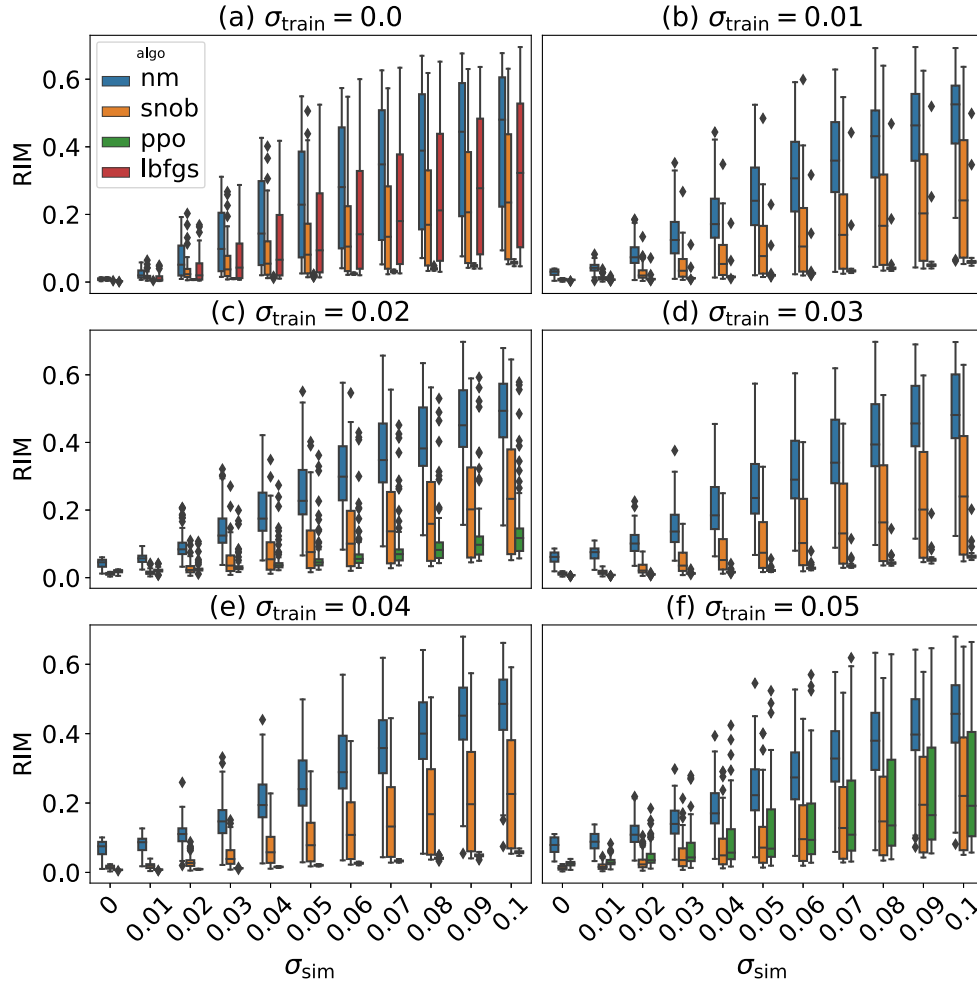 (a) σtrain = 0.0
(b) σtrain = 0.01
RIM
0.6
0.4
0.2
0.0
algo
nm
snob
ppo
lbfgs
(c) σtrain = 0.02
(d) σtrain = 0.03
RIM
0.6
0.4
0.2
0.0
(e) σtrain = 0.04
(f) σtrain = 0.05
RIM
0.6
0.4
0.2
0.0
0 0.01 0.02 0.03 0.04 0.05 0.06 0.07 0.08 0.09 0.1
0 0.01 0.02 0.03 0.04 0.05 0.06 0.07 0.08 0.09 0.1
σsim
σsim